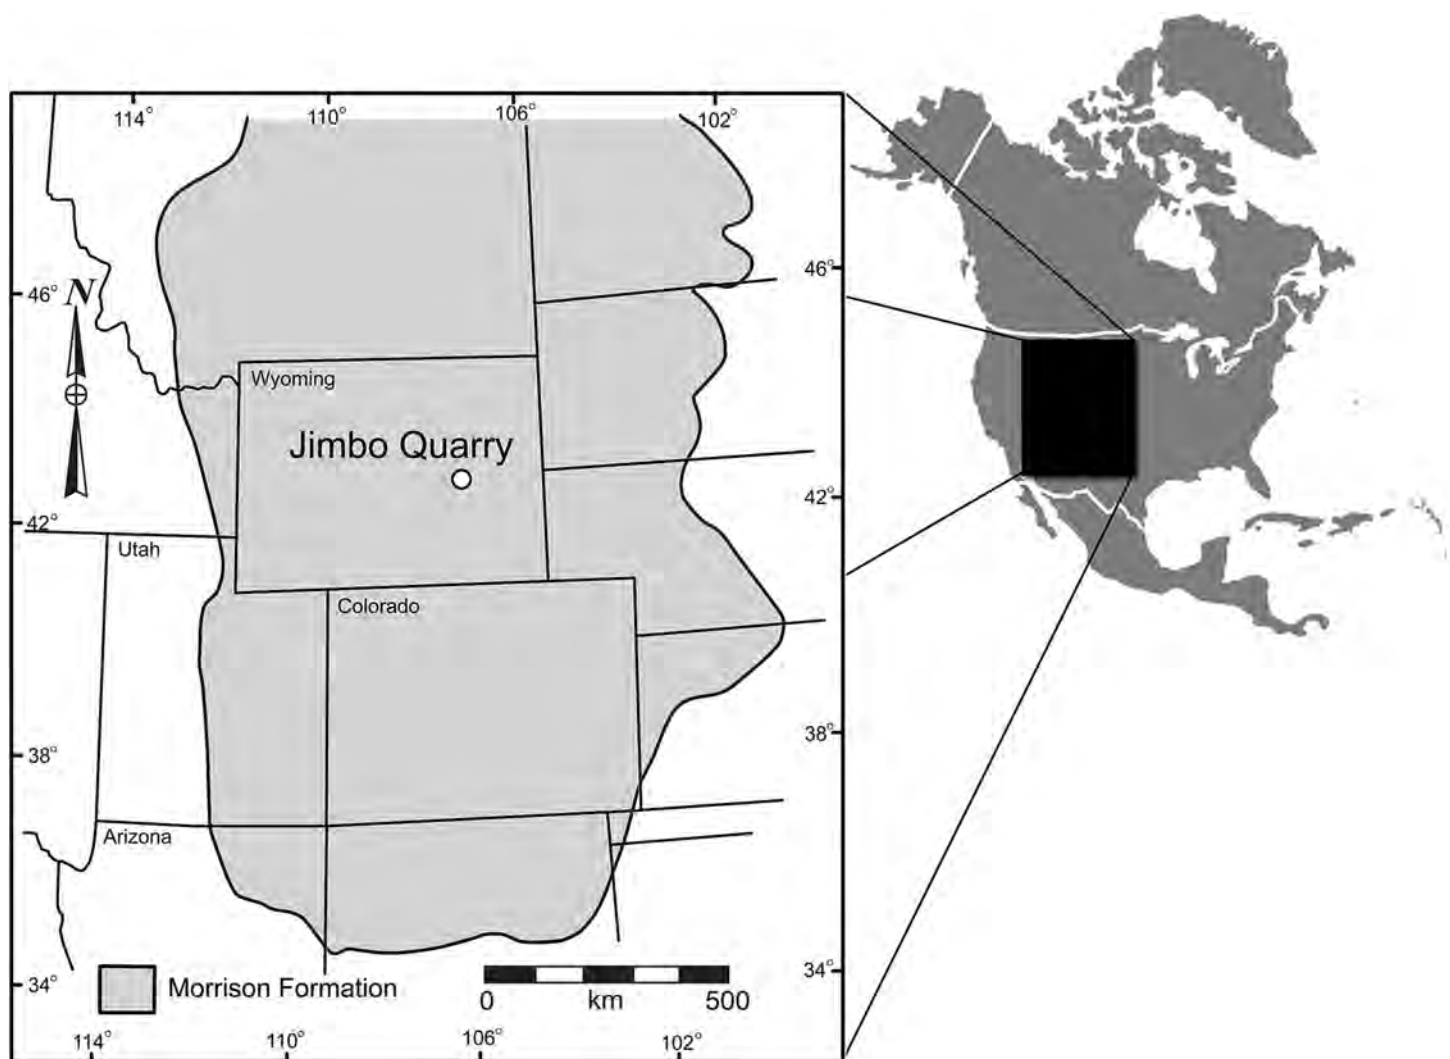 114° 110° 106° 102°
46°
46°
N
Wyoming
Jimbo Quarry
42°
42°
Utah
Colorado
38°
38°
Arizona
34°
34°
Morrison Formation
0 km 500
114° 110° 106° 102°